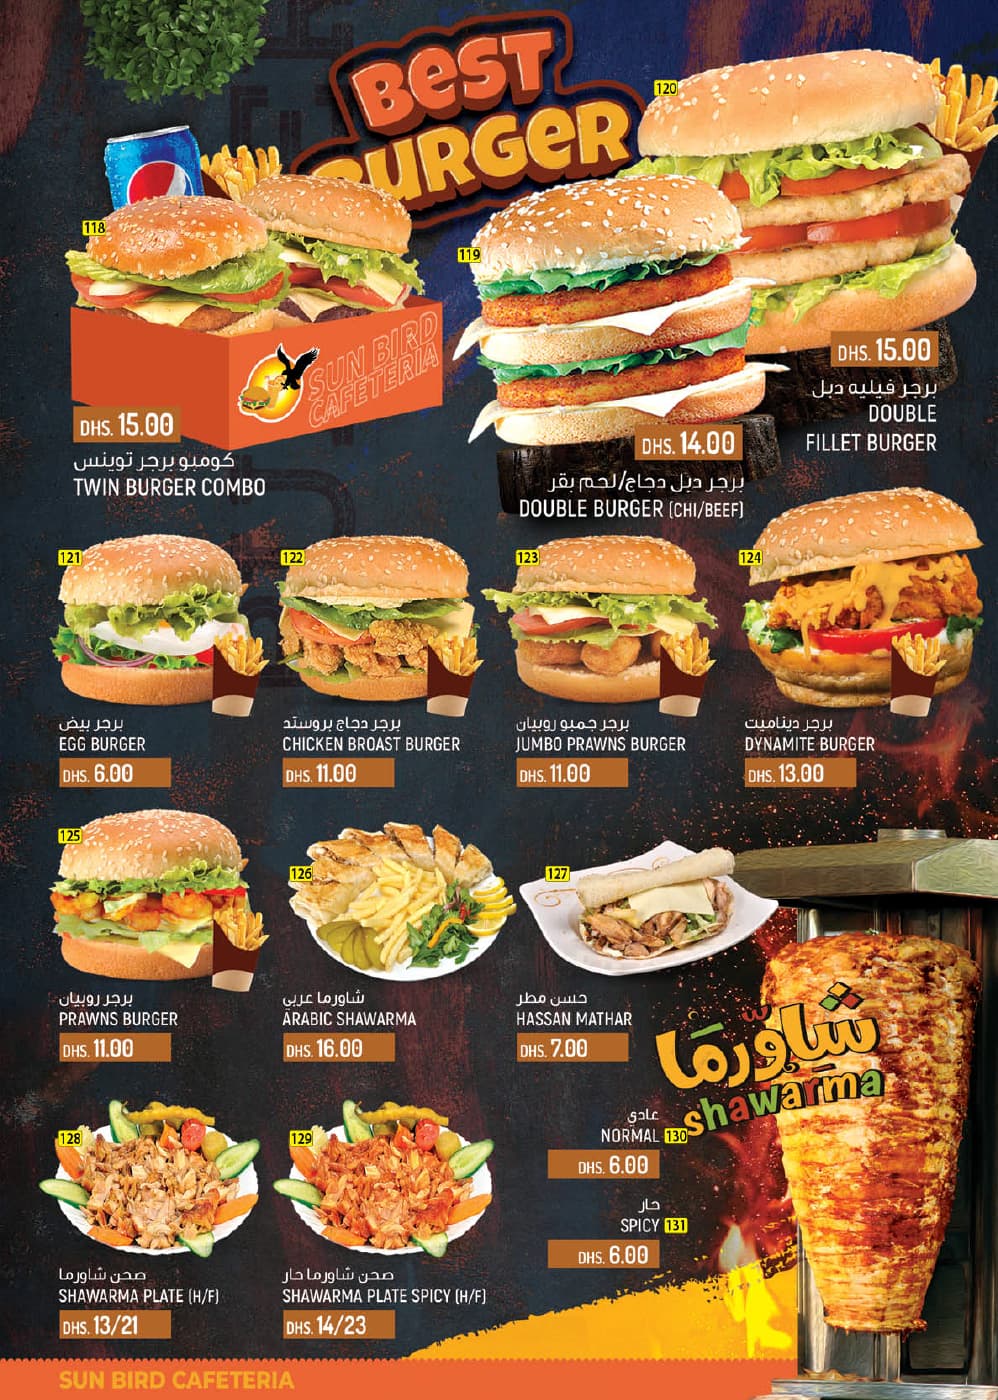 BEST
BURGER
118
SUN BIRD
CAFETERIA
DHS. 15.00
كومبو برجر توينس
TWIN BURGER COMBO
119
DHS. 14.00
برجر دبل دجاج/لحم بقر
DOUBLE BURGER (CHI/BEEF)
120
DHS. 15.00
برجر فيليه دبل
DOUBLE
FILLET BURGER
121
برجر بيض
EGG BURGER
DHS. 6.00
122
برجر دجاج بروستد
CHICKEN BROAST BURGER
DHS. 11.00
123
برجر جمبو روبيان
JUMBO PRAWNS BURGER
DHS. 11.00
124
برجر ديناميت
DYNAMITE BURGER
DHS. 13.00
125
برجر روبيان
PRAWNS BURGER
DHS. 11.00
126
شاورما عربي
ARABIC SHAWARMA
DHS. 16.00
127
حسن مطر
HASSAN MATHAR
DHS. 7.00
شاورما
shawarma
عادي
NORMAL 130
DHS. 6.00
حار
SPICY 131
DHS. 6.00
128
صحن شاورما
SHAWARMA PLATE (H/F)
DHS. 13/21
129
صحن شاورما حار
SHAWARMA PLATE SPICY (H/F)
DHS. 14/23
SUN BIRD CAFETERIA